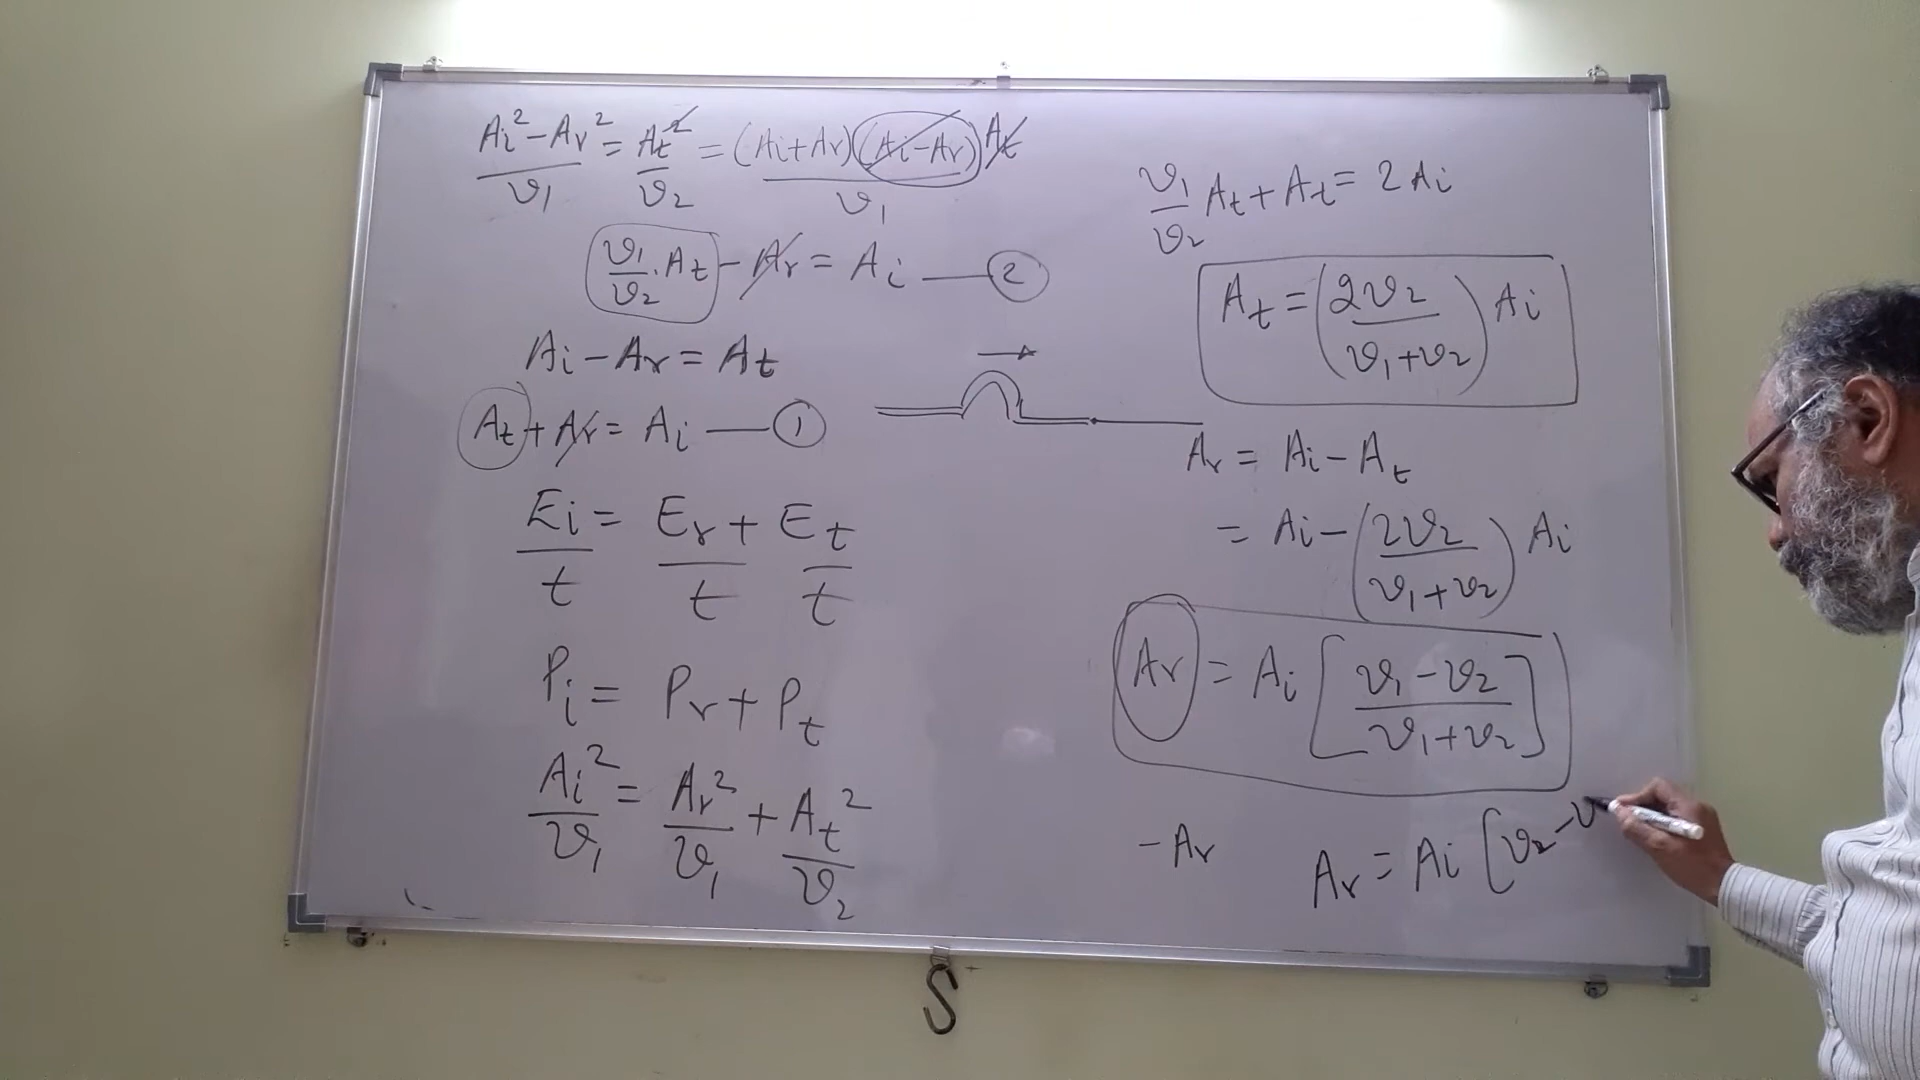 Ai² - Ar² / v1 = At² / v2 = (Ai + Ar)(Ai - Ar) At / v1
v1/v2 . At - Ar = Ai — 2
Ai - Ar = At
At + Ar = Ai — 1
Ei/t = Er/t + Et/t
Pi = Pr + Pt
Ai²/v1 = Ar²/v1 + At²/v2
v1/v2 At + At = 2 Ai
At = (2v2 / v1+v2) Ai
Ar = Ai - At
= Ai - (2v2 / v1+v2) Ai
Ar = Ai [v1 - v2 / v1+v2]
-Ar
Ar = Ai [v2 - v